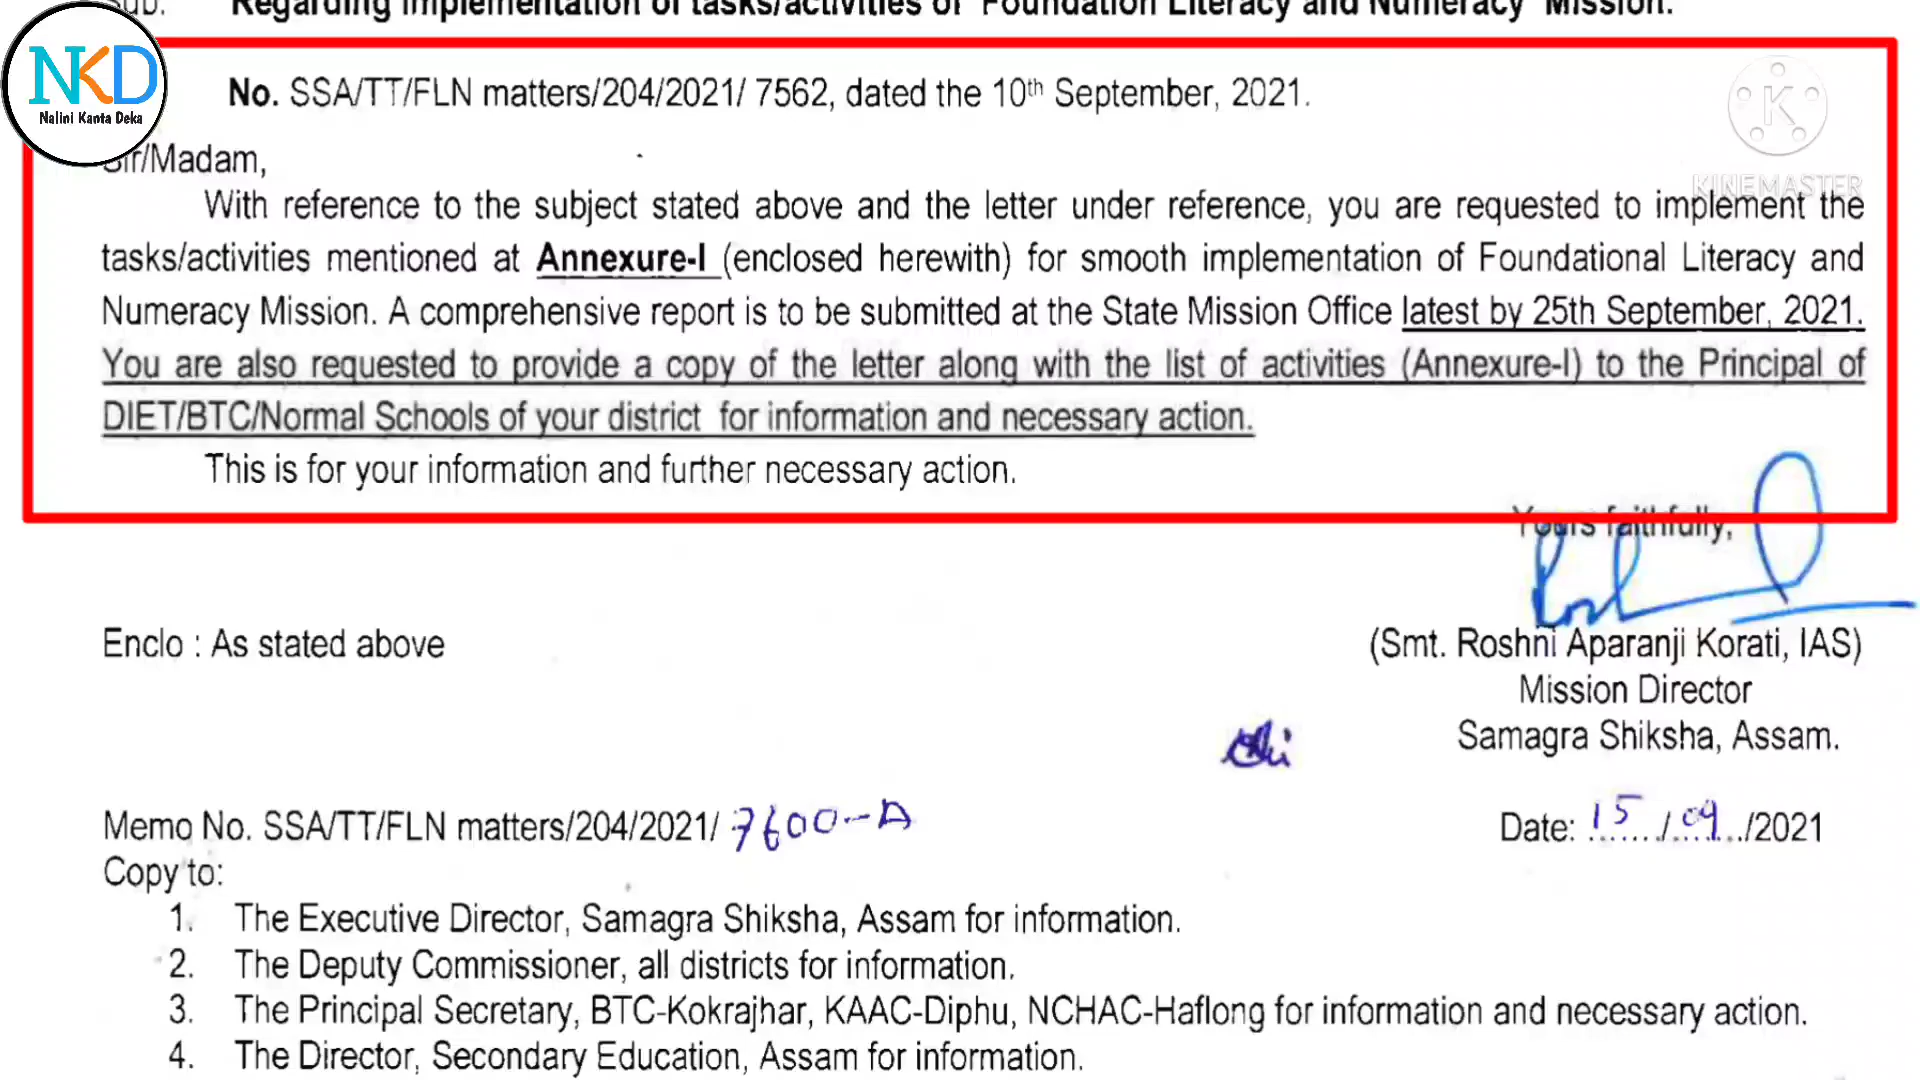 Sub: Regarding implementation of tasks/activities of 'Foundation Literacy and Numeracy' Mission.
NKD
Nalini Kanta Deka
No. SSA/TT/FLN matters/204/2021/ 7562, dated the 10th September, 2021.
KINEMASTER
Sir/Madam,
With reference to the subject stated above and the letter under reference, you are requested to implement the
tasks/activities mentioned at Annexure-I (enclosed herewith) for smooth implementation of Foundational Literacy and
Numeracy Mission. A comprehensive report is to be submitted at the State Mission Office latest by 25th September, 2021.
You are also requested to provide a copy of the letter along with the list of activities (Annexure-I) to the Principal of
DIET/BTC/Normal Schools of your district for information and necessary action.
This is for your information and further necessary action.
Yours faithfully,
Enclo : As stated above
(Smt. Roshni Aparanji Korati, IAS)
Mission Director
Samagra Shiksha, Assam.
Memo No. SSA/TT/FLN matters/204/2021/ 7600-A
Date: 15/09/2021
Copy to:
1. The Executive Director, Samagra Shiksha, Assam for information.
2. The Deputy Commissioner, all districts for information.
3. The Principal Secretary, BTC-Kokrajhar, KAAC-Diphu, NCHAC-Haflong for information and necessary action.
4. The Director, Secondary Education, Assam for information.